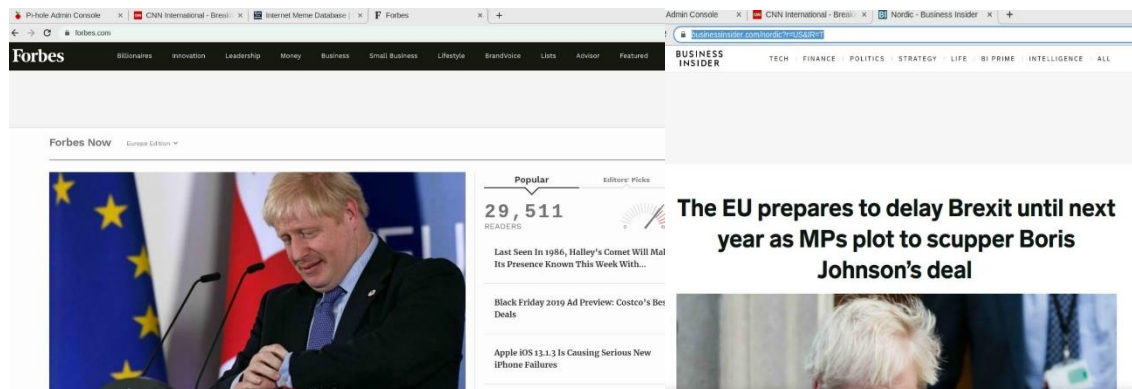 Pi-hole Admin Console
CNN International - Breaki
Internet Meme Database |
Forbes
forbes.com
Forbes
Billionaires Innovation Leadership Money Business Small Business Lifestyle BrandVoice Lists Advisor Featured
Forbes Now
Europe Edition
Popular
Editors' Picks
29,511
READERS
Last Seen In 1986, Halley's Comet Will Mal
Its Presence Known This Week With...
Black Friday 2019 Ad Preview: Costco's Bes
Deals
Apple iOS 13.1.3 Is Causing Serious New
iPhone Failures
Admin Console
CNN International - Breaki
Nordic - Business Insider
businessinsider.com/nordic?r=US&IR=T
BUSINESS
INSIDER
TECH FINANCE POLITICS STRATEGY LIFE BI PRIME INTELLIGENCE ALL
The EU prepares to delay Brexit until next
year as MPs plot to scupper Boris
Johnson's deal